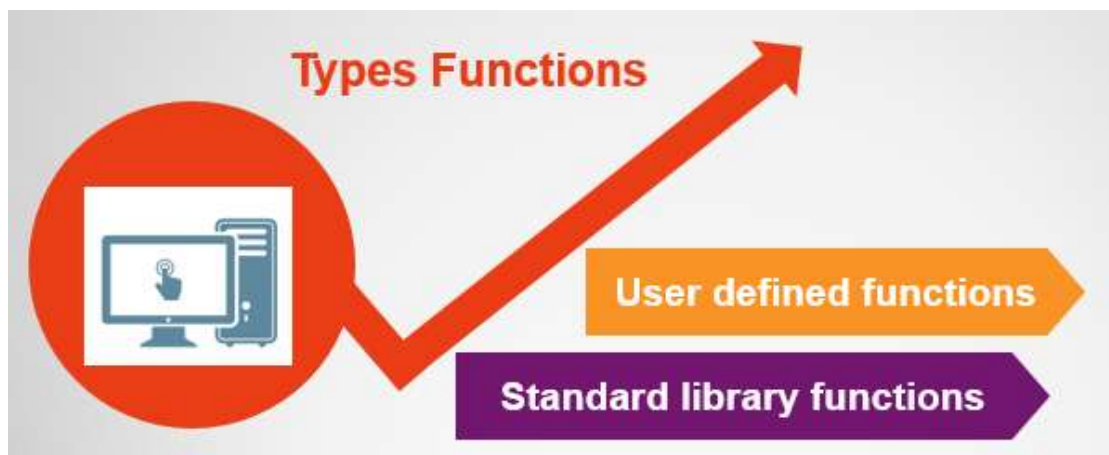 Types Functions
User defined functions
Standard library functions